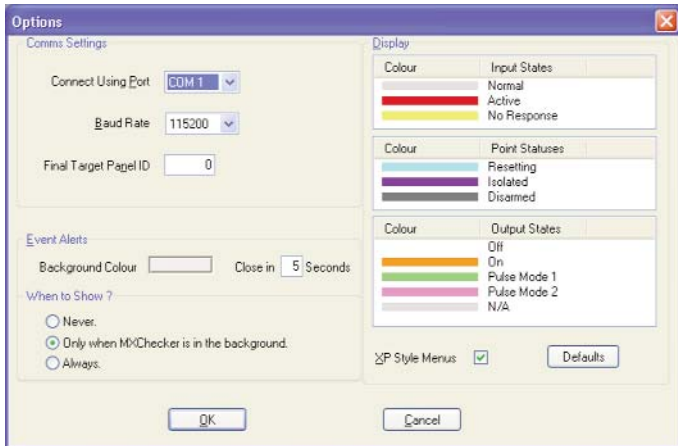 Options
Comms Settings
Connect Using Port COM 1
Baud Rate 115200
Final Target Panel ID 0
Event Alerts
Background Colour Close in 5 Seconds
When to Show ?
Never.
Only when MXChecker is in the background.
Always.
Display
Colour Input States
Normal
Active
No Response
Colour Point Statuses
Resetting
Isolated
Disarmed
Colour Output States
Off
On
Pulse Mode 1
Pulse Mode 2
N/A
XP Style Menus Defaults
OK Cancel